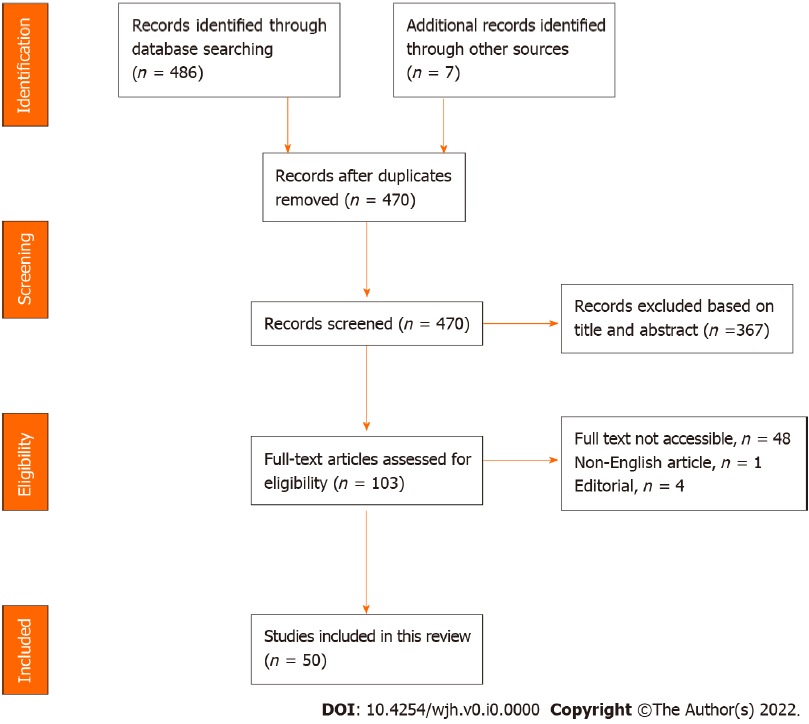 Identification
Records identified through
database searching
(n = 486)
Additional records identified
through other sources
(n = 7)
Records after duplicates
removed (n = 470)
Screening
Records screened (n = 470)
Records excluded based on
title and abstract (n =367)
Eligibility
Full-text articles assessed for
eligibility (n = 103)
Full text not accessible, n = 48
Non-English article, n = 1
Editorial, n = 4
Included
Studies included in this review
(n = 50)
DOI: 10.4254/wjh.v0.i0.0000 Copyright ©The Author(s) 2022.